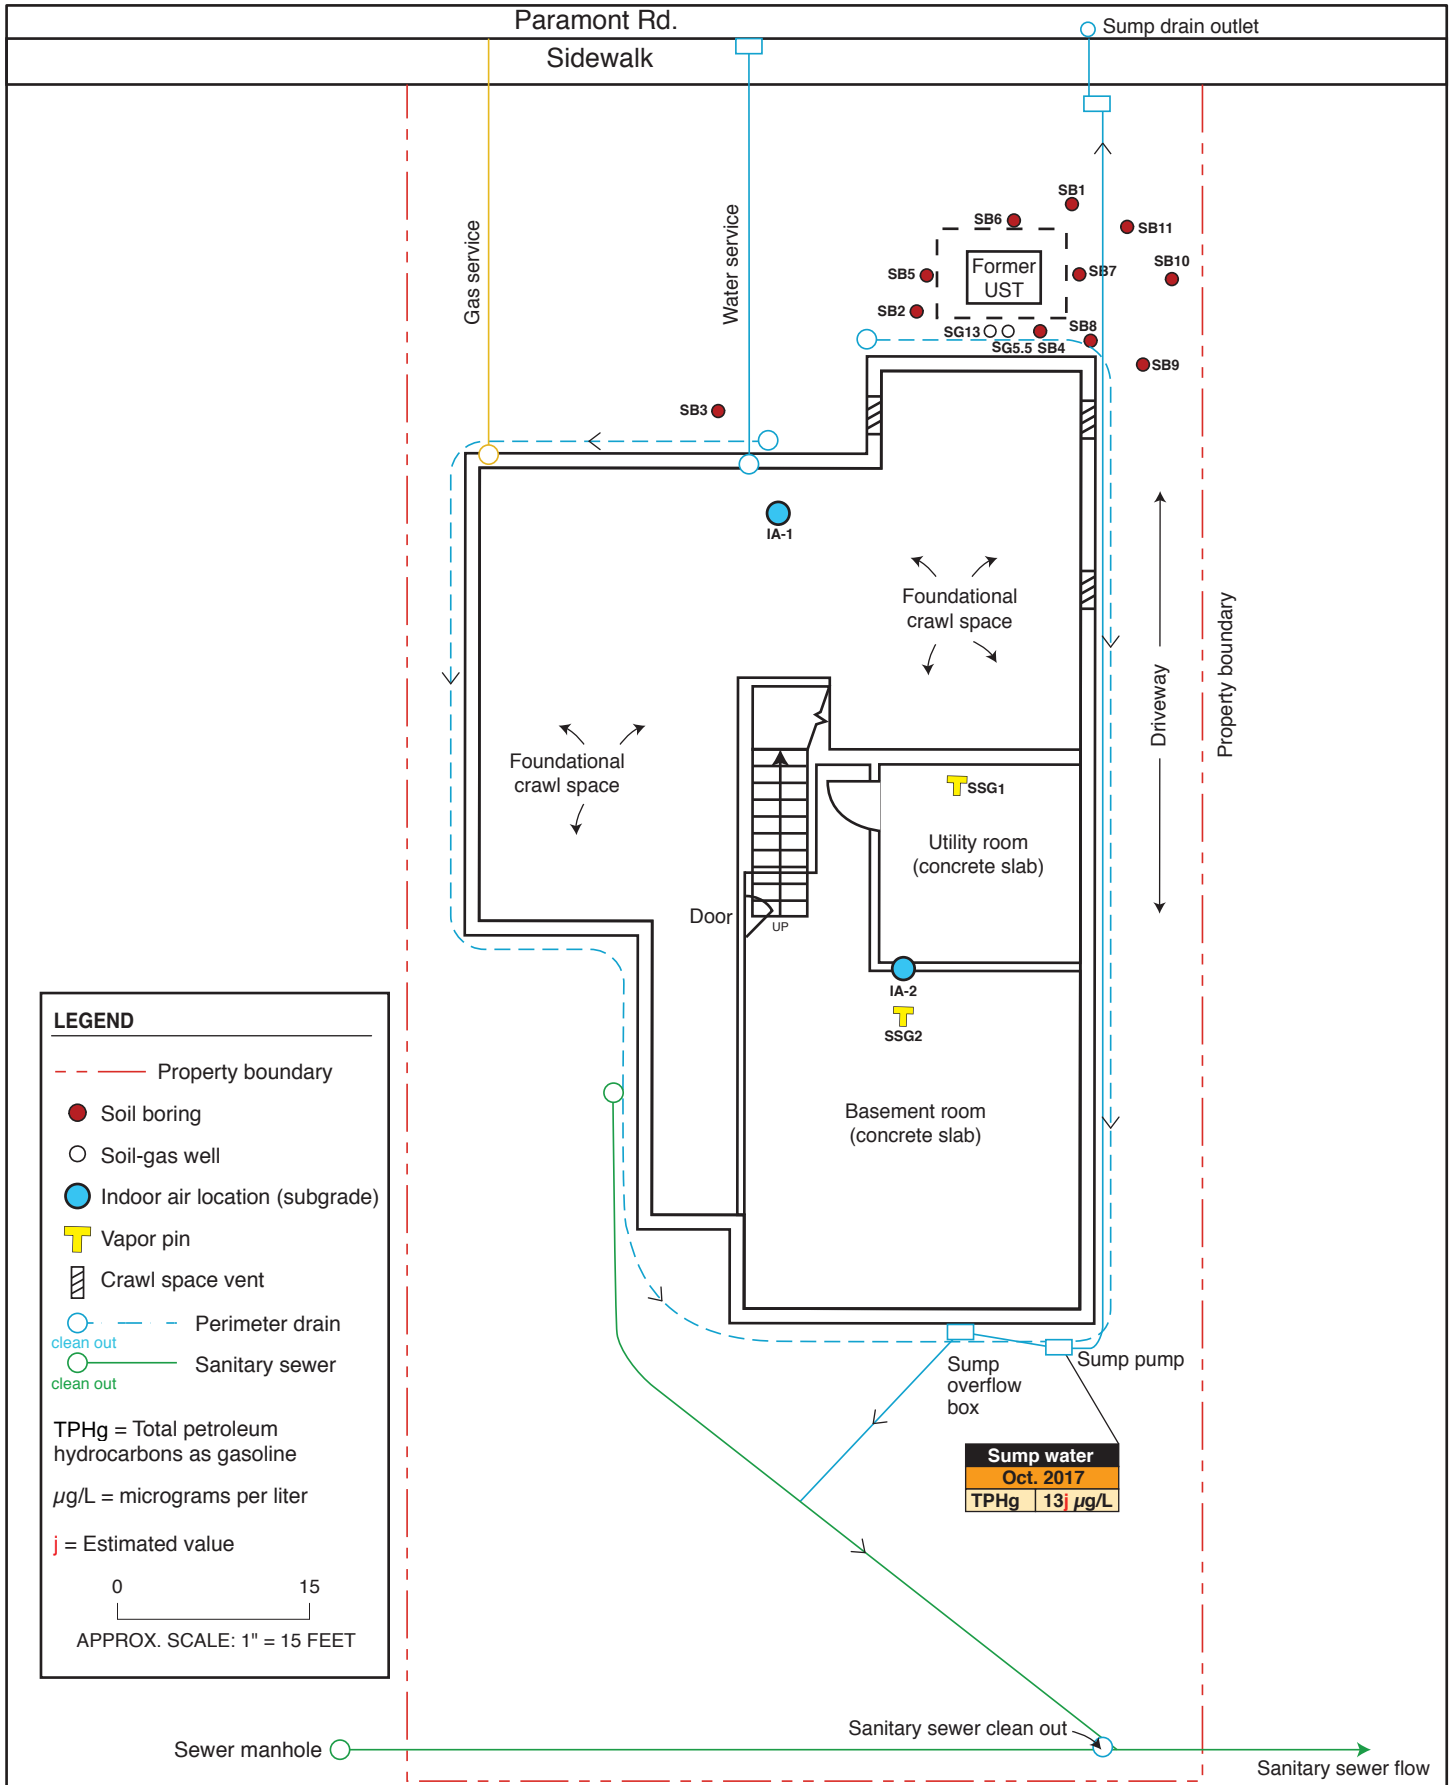 Paramont Rd.
Sidewalk
Sump drain outlet
Gas service
Water service
SB1
SB6
SB11
Former
UST
SB5
SB7
SB10
SB2
SG13
SG5.5
SB4
SB8
SB9
SB3
IA-1
Foundational
crawl space
Driveway
Property boundary
Foundational
crawl space
SSG1
Utility room
(concrete slab)
Door
UP
IA-2
SSG2
Basement room
(concrete slab)
LEGEND
Property boundary
Soil boring
Soil-gas well
Indoor air location (subgrade)
Vapor pin
Crawl space vent
Perimeter drain
clean out
Sanitary sewer
clean out
TPHg = Total petroleum
hydrocarbons as gasoline
µg/L = micrograms per liter
j = Estimated value
0 15
APPROX. SCALE: 1" = 15 FEET
Sump
overflow
box
Sump pump
Sump water
Oct. 2017
TPHg 13j µg/L
Sanitary sewer clean out
Sewer manhole
Sanitary sewer flow